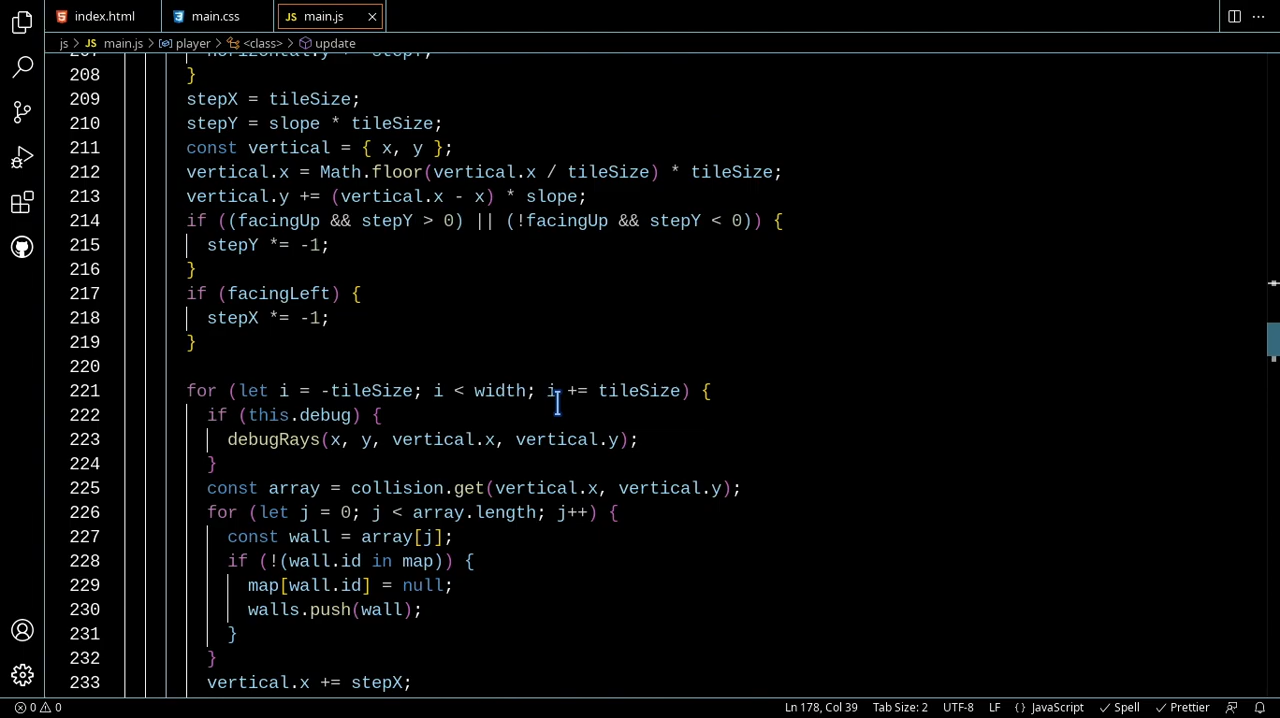 index.html
main.css
JS main.js
js > JS main.js > player > <class> > update
208 }
209 stepX = tileSize;
210 stepY = slope * tileSize;
211 const vertical = { x, y };
212 vertical.x = Math.floor(vertical.x / tileSize) * tileSize;
213 vertical.y += (vertical.x - x) * slope;
214 if ((facingUp && stepY > 0) || (!facingUp && stepY < 0)) {
215 stepY *= -1;
216 }
217 if (facingLeft) {
218 stepX *= -1;
219 }
220
221 for (let i = -tileSize; i < width; i += tileSize) {
222 if (this.debug) {
223 debugRays(x, y, vertical.x, vertical.y);
224 }
225 const array = collision.get(vertical.x, vertical.y);
226 for (let j = 0; j < array.length; j++) {
227 const wall = array[j];
228 if (!(wall.id in map)) {
229 map[wall.id] = null;
230 walls.push(wall);
231 }
232 }
233 vertical.x += stepX;
0 0 Ln 178, Col 39 Tab Size: 2 UTF-8 LF {} JavaScript Spell Prettier